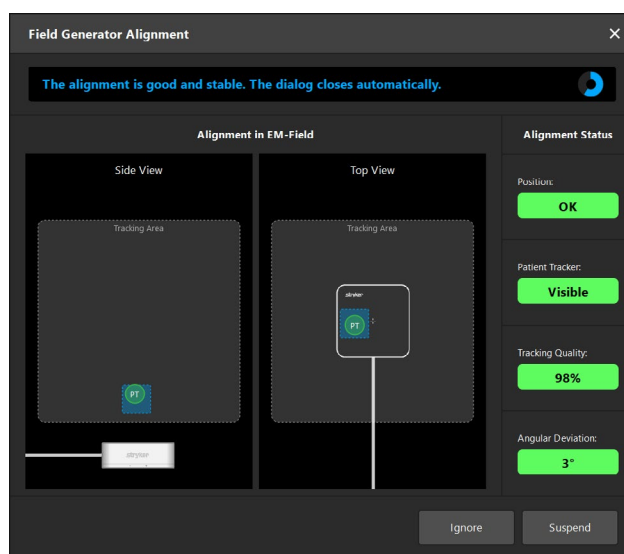 Field Generator Alignment
The alignment is good and stable. The dialog closes automatically.
Alignment in EM-Field
Alignment Status
Side View
Top View
Tracking Area
Tracking Area
stryker
PT
PT
stryker
Position:
OK
Patient Tracker:
Visible
Tracking Quality:
98%
Angular Deviation:
3°
Ignore
Suspend